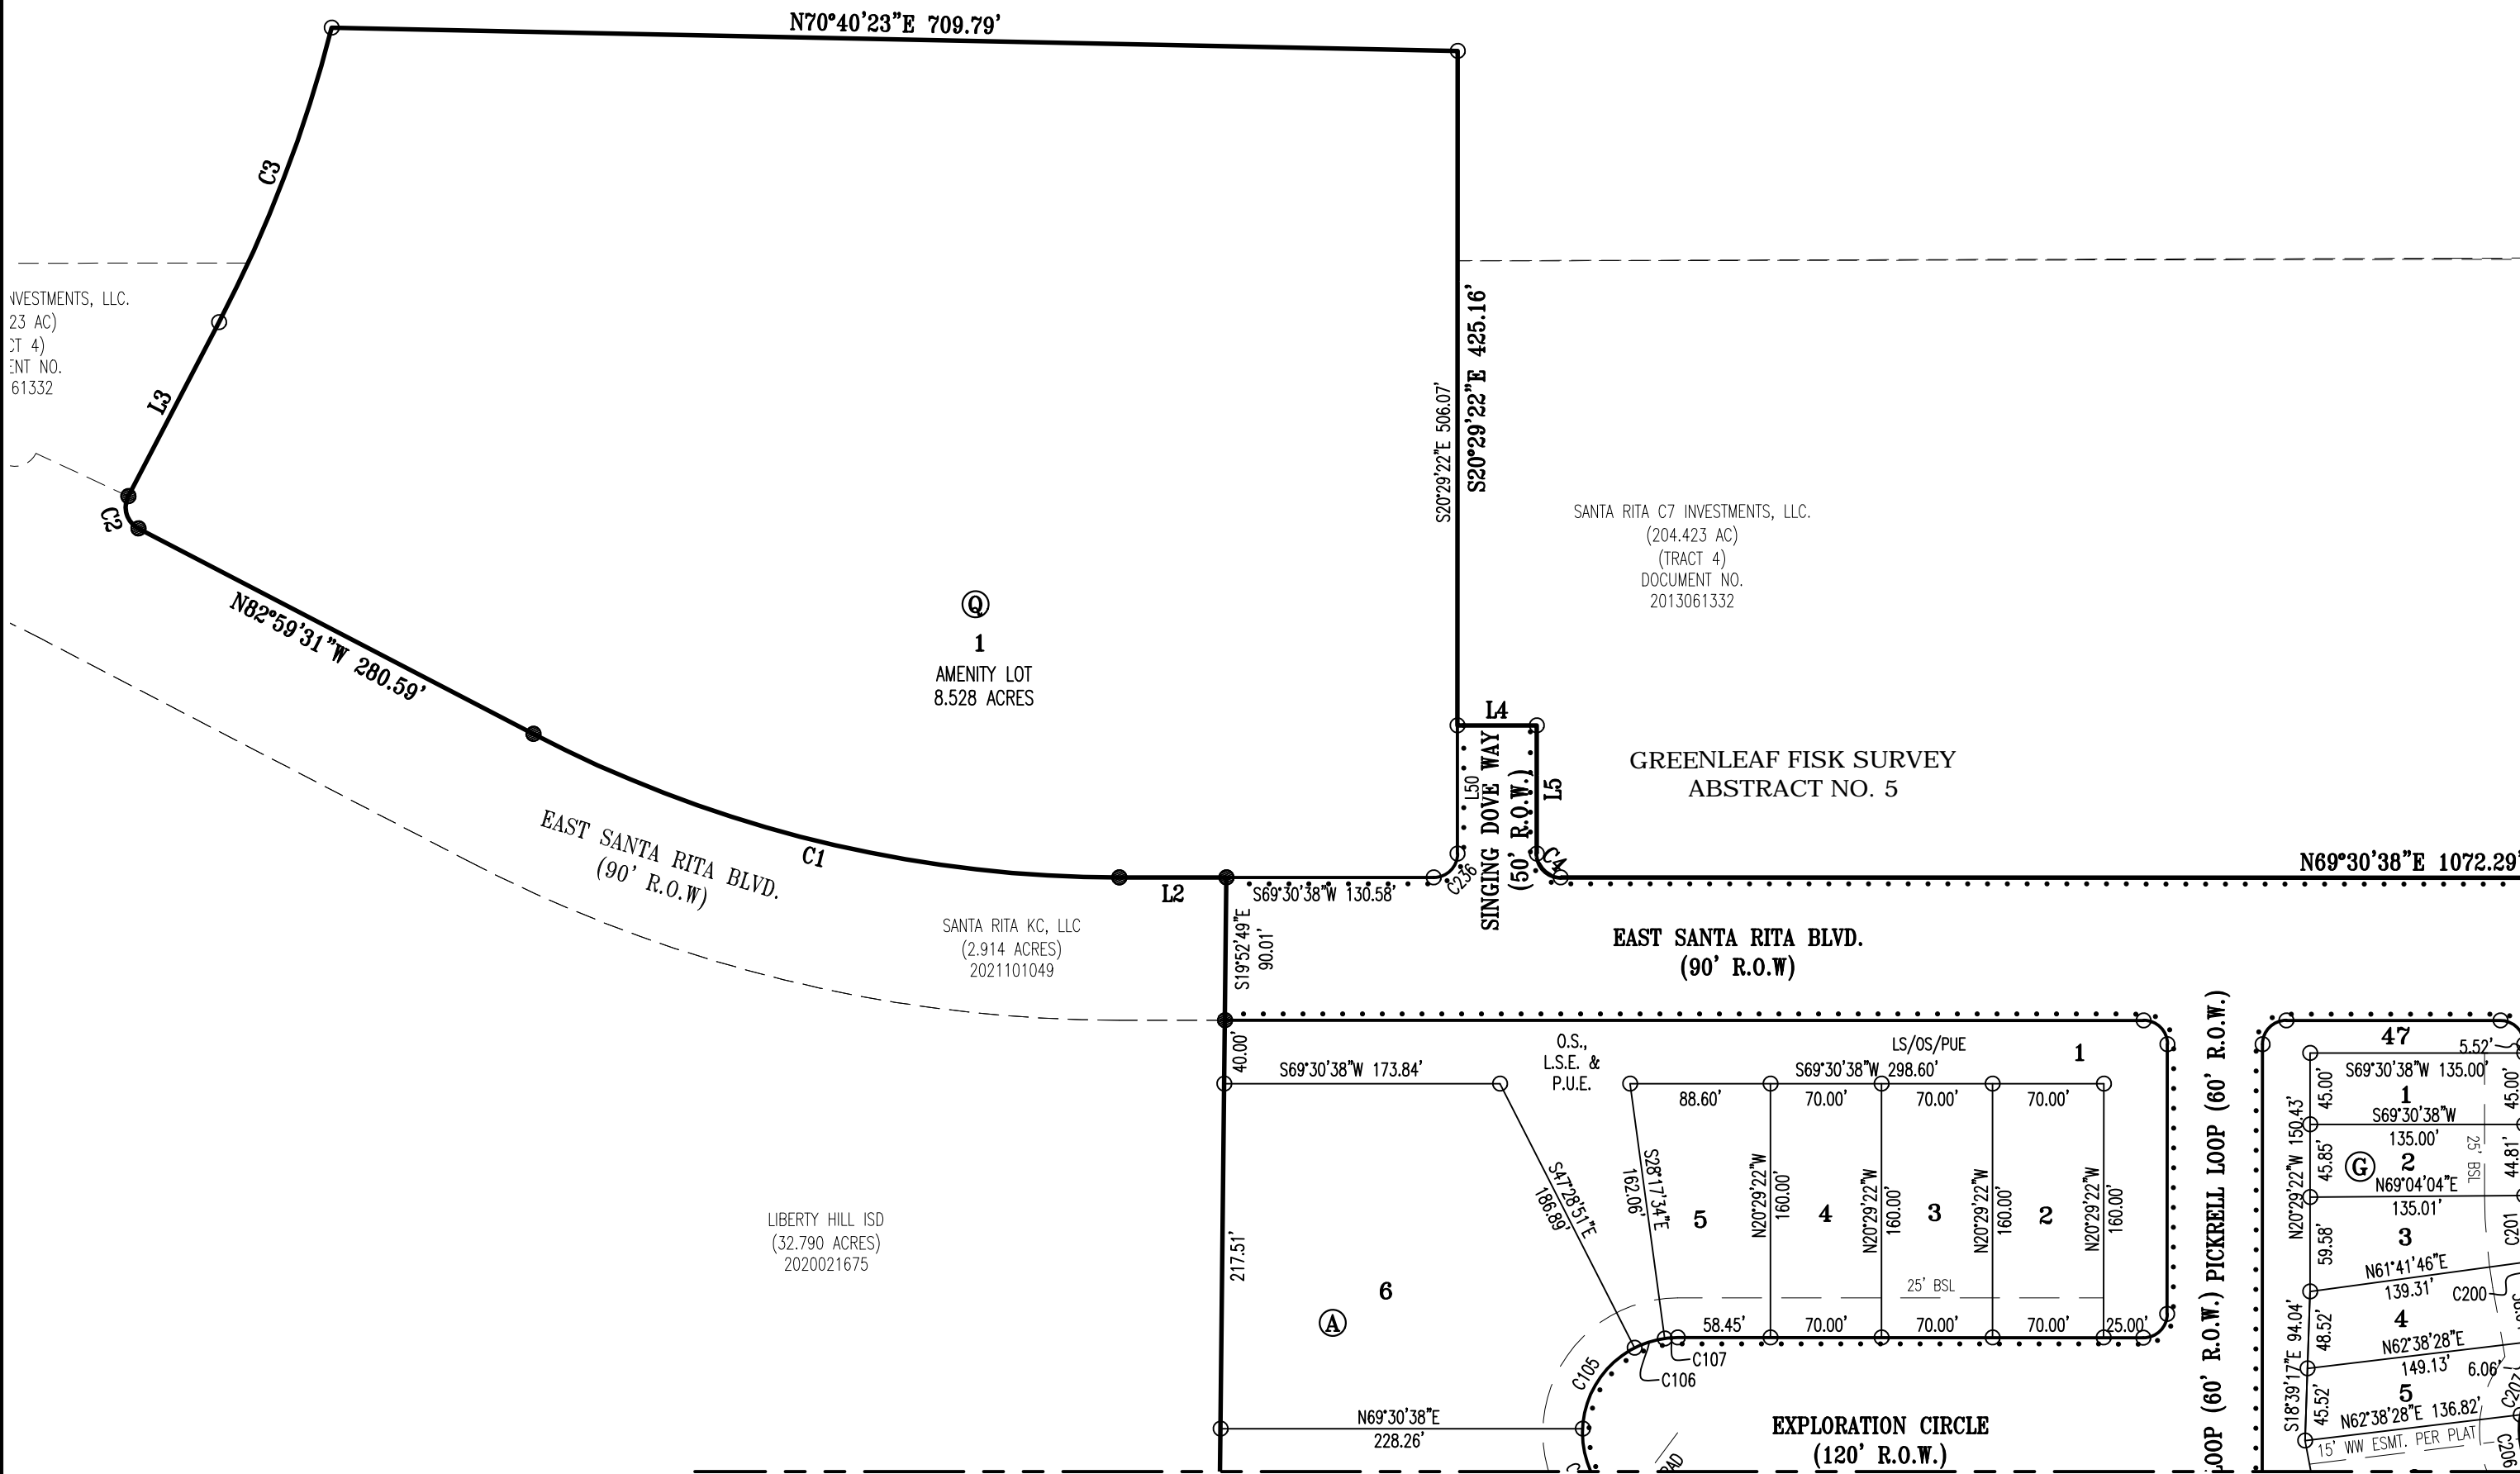 N70°40'23"E 709.79'
C3
L3
C2
N82°59'31"W 280.59'
INVESTMENTS, LLC.
23 AC)
CT 4)
ENT NO.
61332
S20°29'22"E 506.07'
S20°29'22"E 425.16'
SANTA RITA C7 INVESTMENTS, LLC.
(204.423 AC)
(TRACT 4)
DOCUMENT NO.
2013061332
Q
1
AMENITY LOT
8.528 ACRES
L4
L50
SINGING DOVE WAY
(50' R.O.W.)
L5
C4
C236
GREENLEAF FISK SURVEY
ABSTRACT NO. 5
EAST SANTA RITA BLVD.
(90' R.O.W)
C1
L2
S69°30'38"W 130.58'
N69°30'38"E 1072.29'
SANTA RITA KC, LLC
(2.914 ACRES)
2021101049
S19°52'49"E
90.01'
EAST SANTA RITA BLVD.
(90' R.O.W)
40.00'
S69°30'38"W 173.84'
O.S.,
L.S.E. &
P.U.E.
LS/OS/PUE
1
S69°30'38"W 298.60'
88.60'
70.00'
70.00'
70.00'
S47°28'51"E
186.89'
S28°17'34"E
162.06'
5
N20°29'22"W
160.00'
4
N20°29'22"W
160.00'
3
N20°29'22"W
160.00'
2
N20°29'22"W
160.00'
LIBERTY HILL ISD
(32.790 ACRES)
2020021675
217.51'
6
A
25' BSL
58.45'
70.00'
70.00'
70.00'
25.00'
C105
C107
C106
N69°30'38"E
228.26'
EXPLORATION CIRCLE
(120' R.O.W.)
PICKRELL LOOP (60' R.O.W.)
LOOP (60' R.O.W.)
47
5.52'
S69°30'38"W 135.00'
45.00'
1
45.00'
S69°30'38"W
135.00'
N20°29'22"W 150.43'
45.85'
2
G
25' BSL
44.81'
N69°04'04"E
135.01'
59.58'
3
C201
N61°41'46"E
139.31'
C200
S18°39'17"E 94.04'
48.52'
4
N62°38'28"E
149.13'
6.06'
C207
45.52'
5
N62°38'28"E 136.82'
15' WW ESMT. PER PLAT
C206